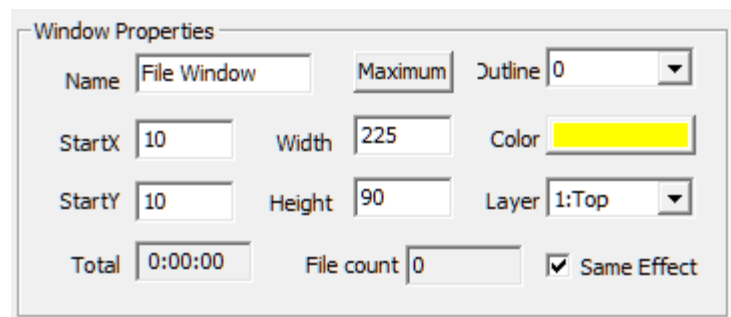 Window Properties
Name File Window Maximum Outline 0
StartX 10 Width 225 Color
StartY 10 Height 90 Layer 1:Top
Total 0:00:00 File count 0 Same Effect